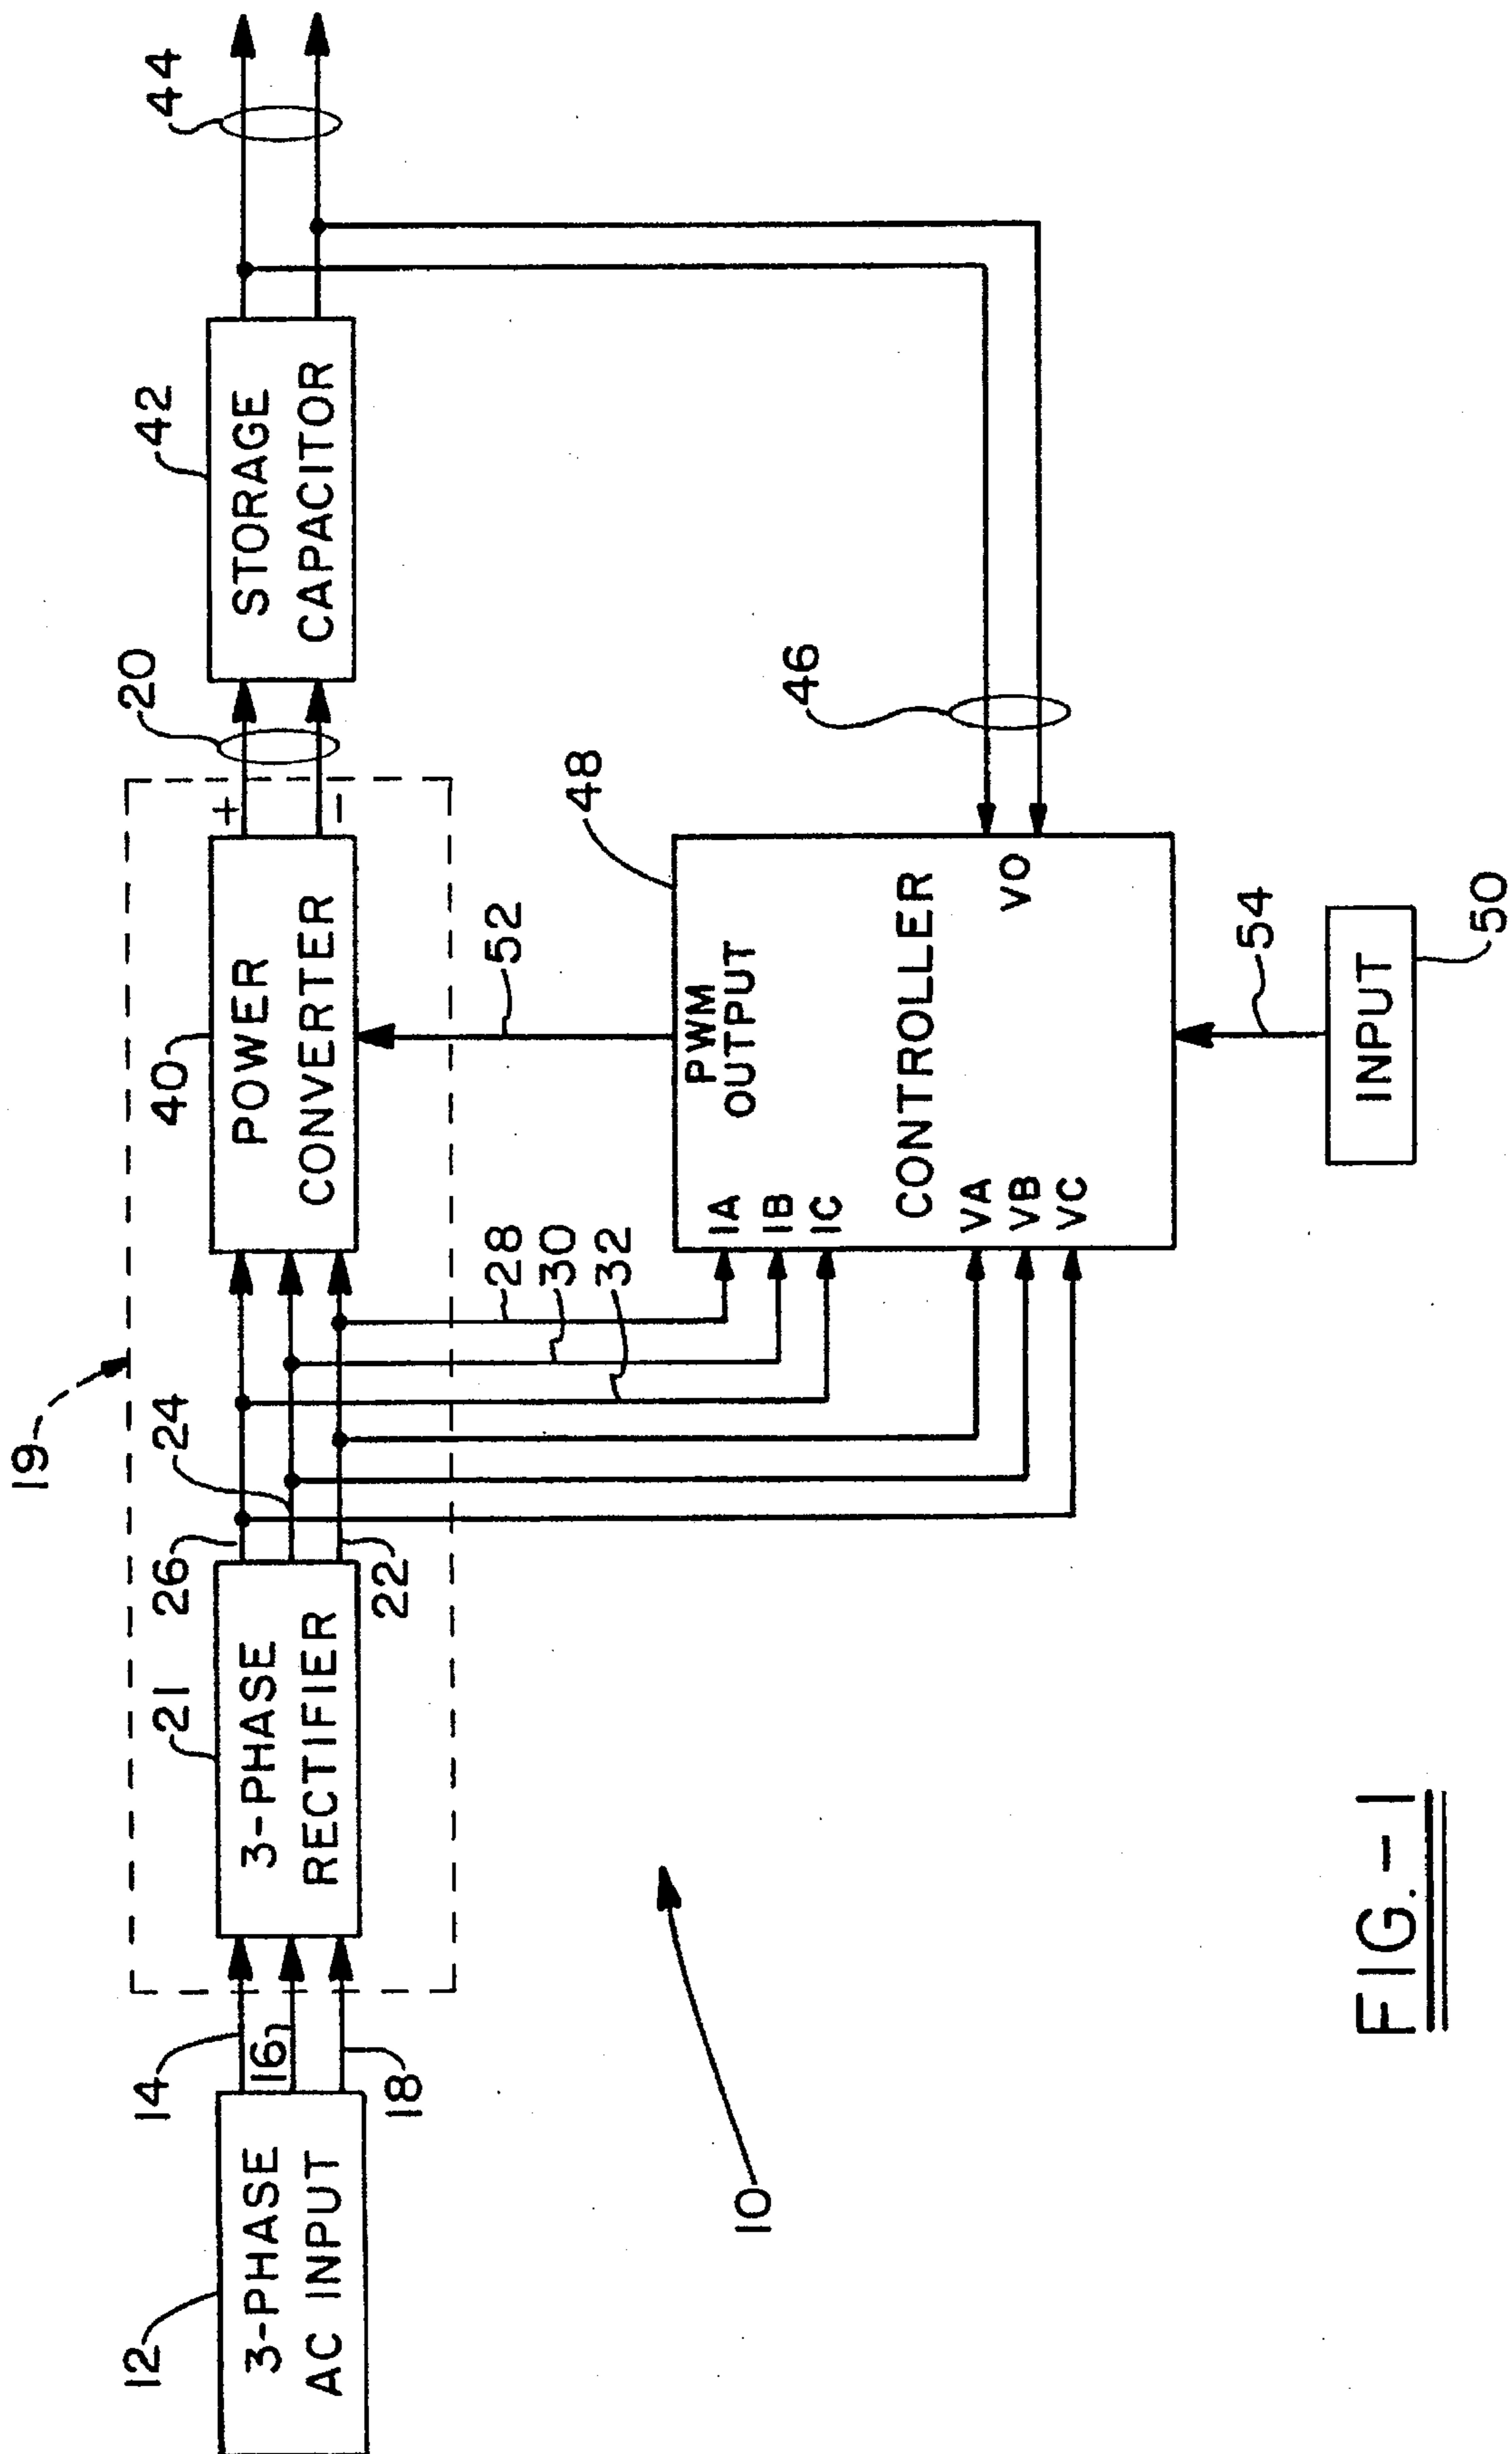 19
12
3-PHASE
AC INPUT
14
16
18
21
3-PHASE
RECTIFIER
26
24
22
40
POWER
CONVERTER
+
−
20
42
STORAGE
CAPACITOR
44
28
30
32
52
48
46
PWM
OUTPUT
IA
IB
IC
CONTROLLER
VA
VB
VC
VO
54
INPUT
50
10
FIG.-1